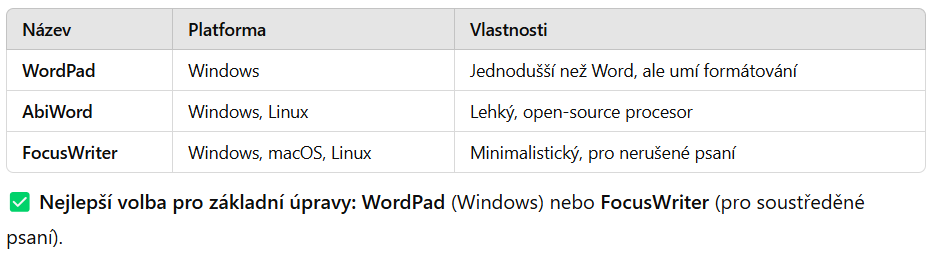 Název Platforma Vlastnosti
WordPad Windows Jednodušší než Word, ale umí formátování
AbiWord Windows, Linux Lehký, open-source procesor
FocusWriter Windows, macOS, Linux Minimalistický, pro nerušené psaní
✅ Nejlepší volba pro základní úpravy: WordPad (Windows) nebo FocusWriter (pro soustředěné
psaní).